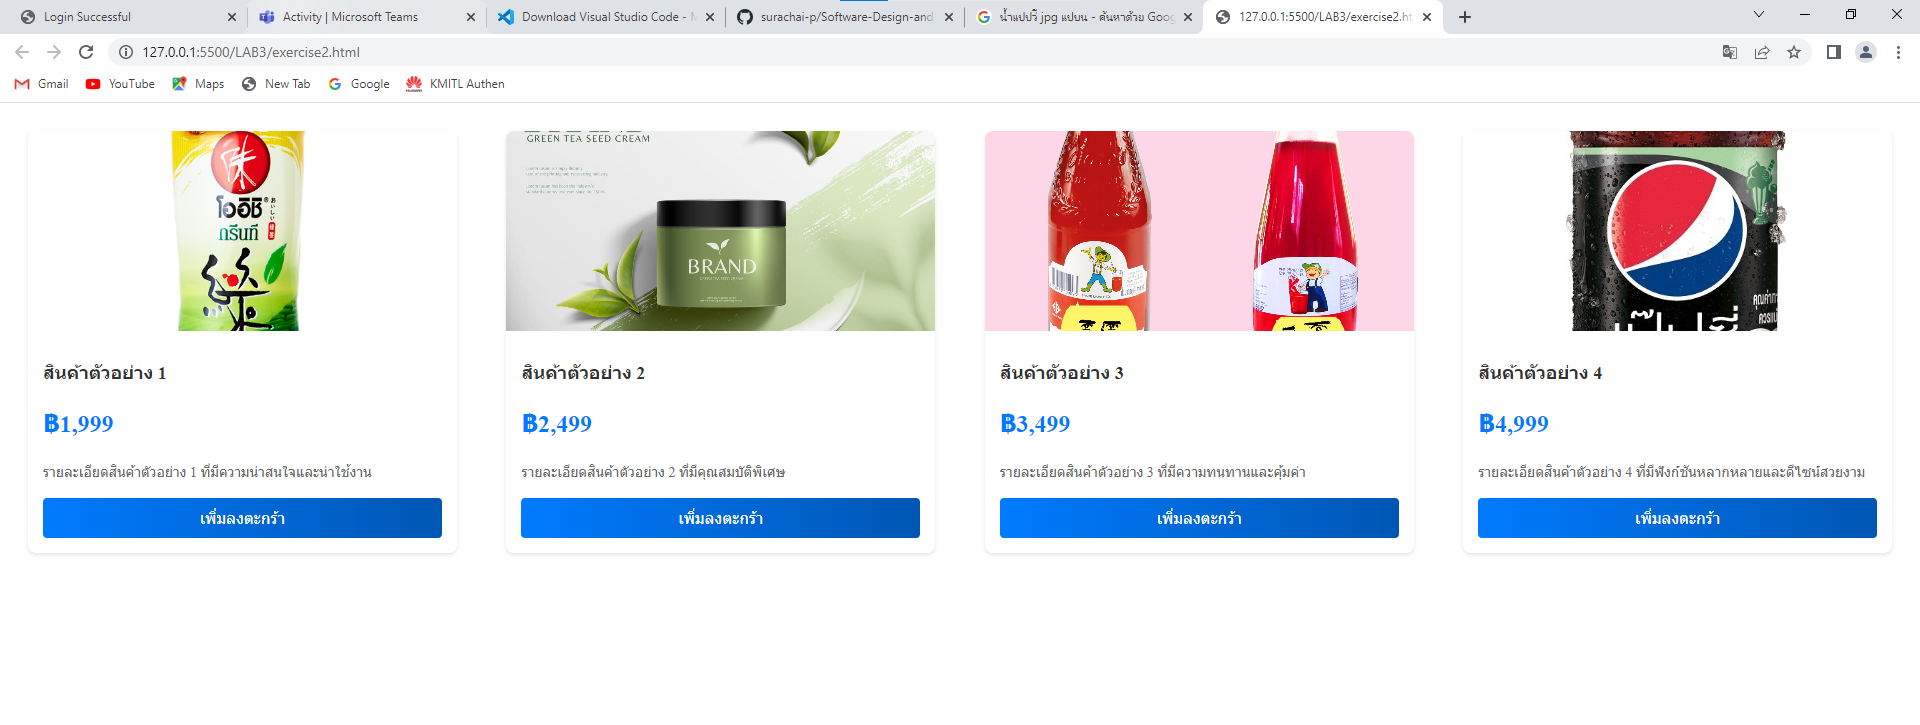 Login Successful
Activity | Microsoft Teams
Download Visual Studio Code - M
surachai-p/Software-Design-and
น้ำแปปวี jpg แปบน - ค้นหาด้วย Goog
127.0.0.1:5500/LAB3/exercise2.ht
127.0.0.1:5500/LAB3/exercise2.html
Gmail
YouTube
Maps
New Tab
Google
KMITL Authen
味
โออิชิ
おいしい
緑茶
กรีนที
GREEN TEA SEED CREAM
BRAND
สินค้าตัวอย่าง 1
฿1,999
รายละเอียดสินค้าตัวอย่าง 1 ที่มีความน่าสนใจและน่าใช้งาน
เพิ่มลงตะกร้า
สินค้าตัวอย่าง 2
฿2,499
รายละเอียดสินค้าตัวอย่าง 2 ที่มีคุณสมบัติพิเศษ
เพิ่มลงตะกร้า
สินค้าตัวอย่าง 3
฿3,499
รายละเอียดสินค้าตัวอย่าง 3 ที่มีความทนทานและคุ้มค่า
เพิ่มลงตะกร้า
สินค้าตัวอย่าง 4
฿4,999
รายละเอียดสินค้าตัวอย่าง 4 ที่มีฟังก์ชันหลากหลายและดีไซน์สวยงาม
เพิ่มลงตะกร้า